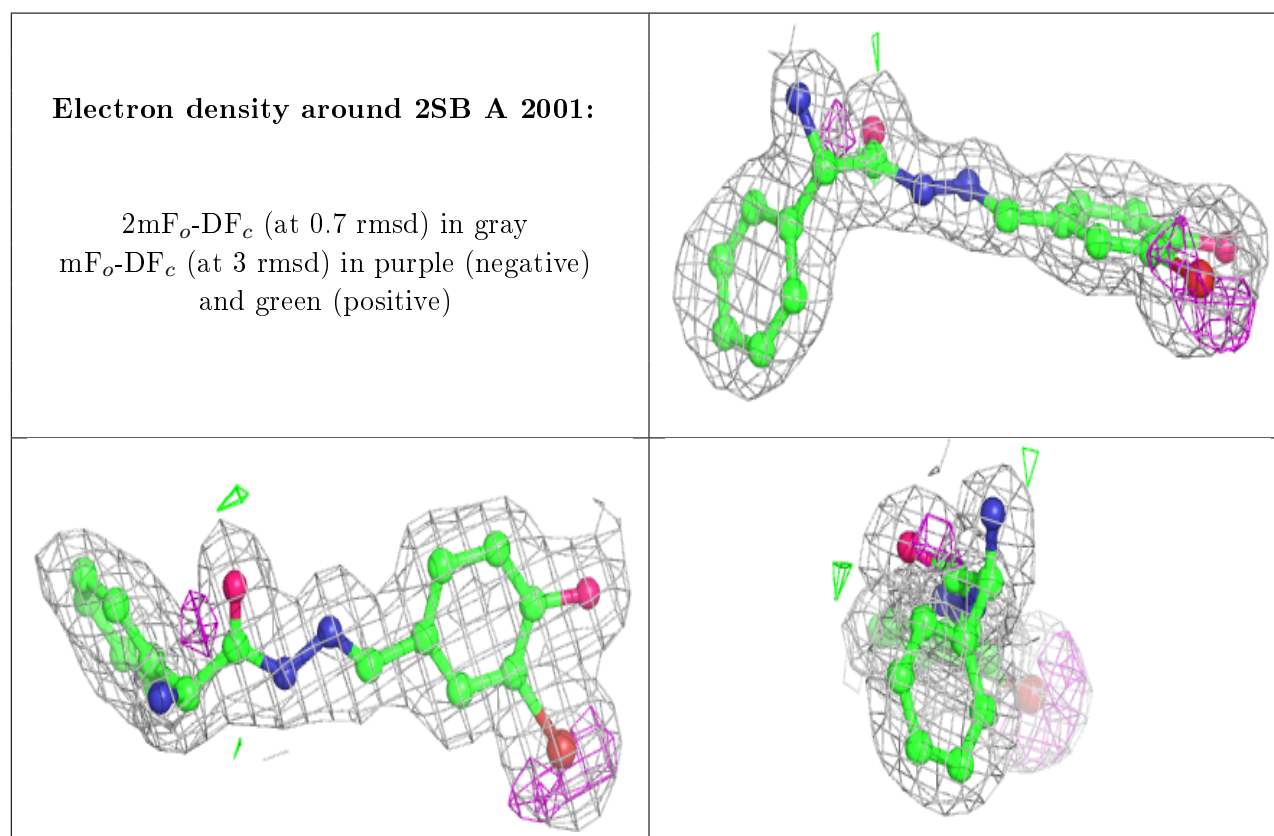 Electron density around 2SB A 2001:
2mFₒ-DF𝒸 (at 0.7 rmsd) in gray
mFₒ-DF𝒸 (at 3 rmsd) in purple (negative)
and green (positive)